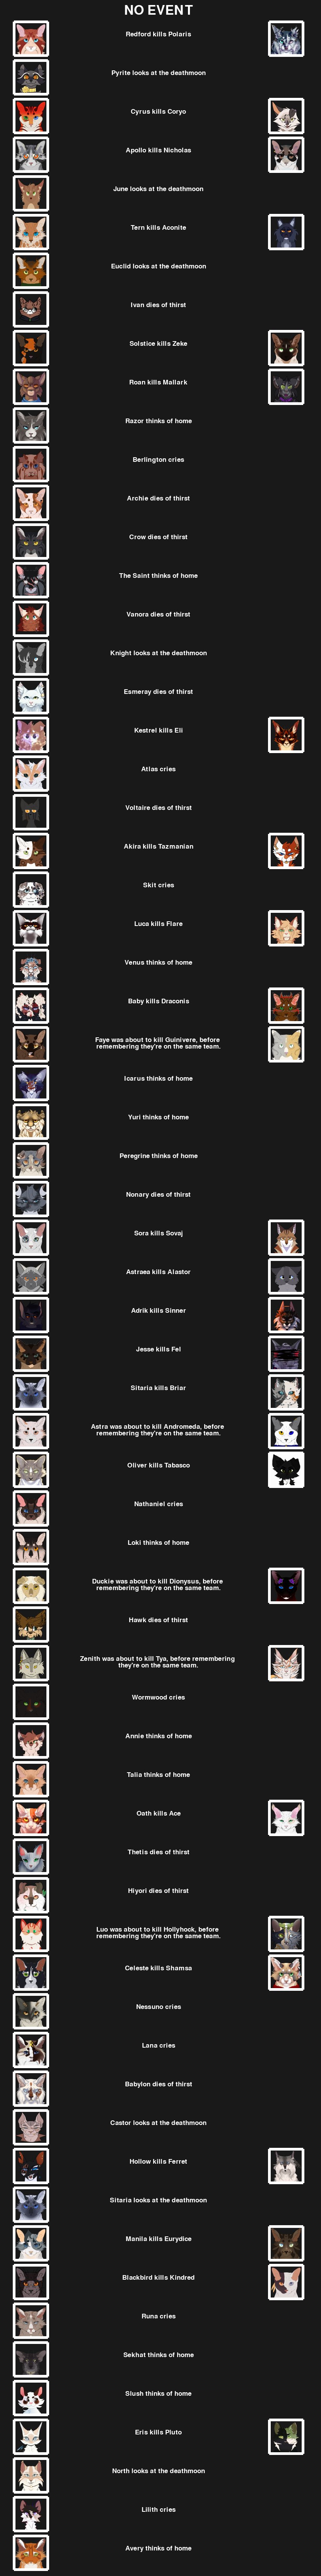 NO EVENT
Redford kills Polaris
Pyrite looks at the deathmoon
Cyrus kills Coryo
Apollo kills Nicholas
June looks at the deathmoon
Tern kills Aconite
Euclid looks at the deathmoon
Ivan dies of thirst
Solstice kills Zeke
Roan kills Mallark
Razor thinks of home
Berlington cries
Archie dies of thirst
Crow dies of thirst
The Saint thinks of home
Vanora dies of thirst
Knight looks at the deathmoon
Esmeray dies of thirst
Kestrel kills Eli
Atlas cries
Voltaire dies of thirst
Akira kills Tazmanian
Skit cries
Luca kills Flare
Venus thinks of home
Baby kills Draconis
Faye was about to kill Guinivere, before
remembering they're on the same team.
Icarus thinks of home
Yuri thinks of home
Peregrine thinks of home
Nonary dies of thirst
Sora kills Sovaj
Astraea kills Alastor
Adrik kills Sinner
Jesse kills Fel
Sitaria kills Briar
Astra was about to kill Andromeda, before
remembering they're on the same team.
Oliver kills Tabasco
Nathaniel cries
Loki thinks of home
Duckie was about to kill Dionysus, before
remembering they're on the same team.
Hawk dies of thirst
Zenith was about to kill Tya, before remembering
they're on the same team.
Wormwood cries
Annie thinks of home
Talia thinks of home
Oath kills Ace
Thetis dies of thirst
Hiyori dies of thirst
Luo was about to kill Hollyhock, before
remembering they're on the same team.
Celeste kills Shamsa
Nessuno cries
Lana cries
Babylon dies of thirst
Castor looks at the deathmoon
Hollow kills Ferret
Sitaria looks at the deathmoon
Manila kills Eurydice
Blackbird kills Kindred
Runa cries
Sekhat thinks of home
Slush thinks of home
Eris kills Pluto
North looks at the deathmoon
Lilith cries
Avery thinks of home